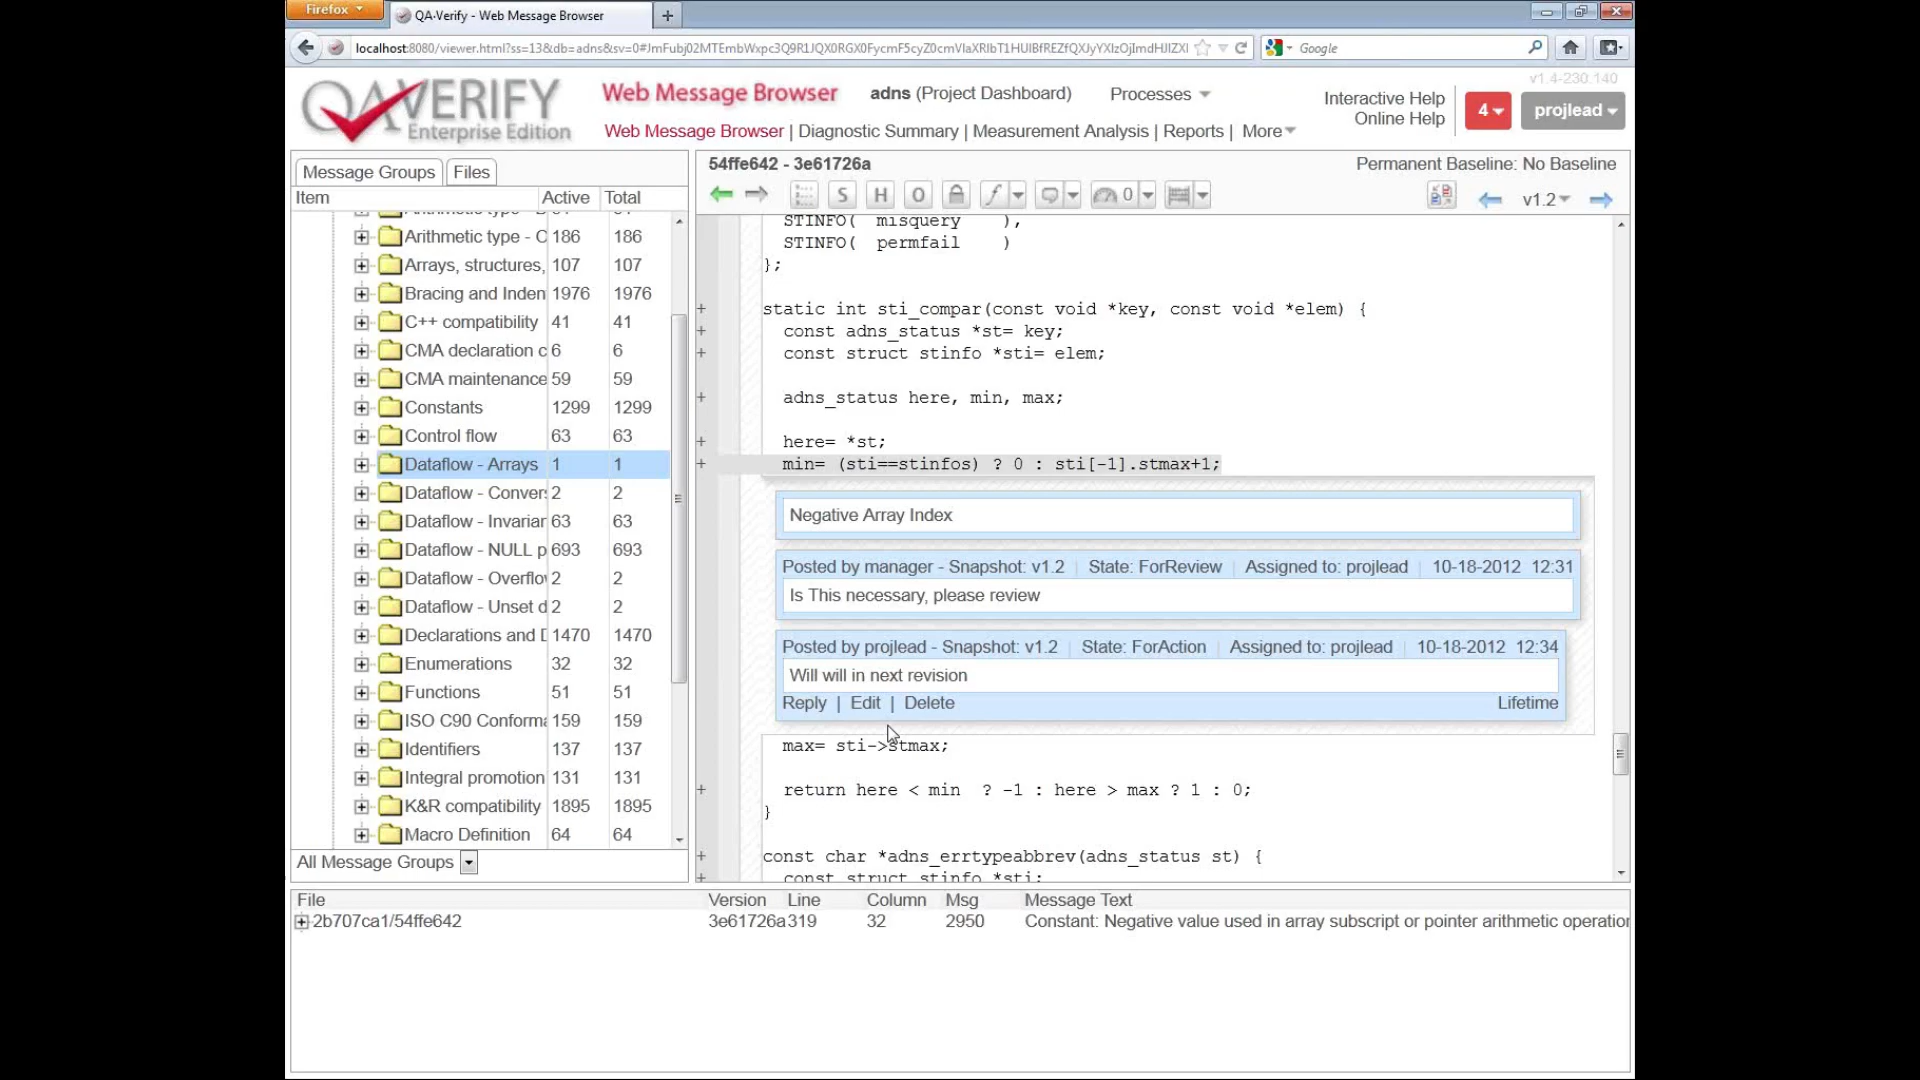 Firefox
QA-Verify - Web Message Browser
localhost:8080/viewer.html?ss=13&db=adns&sv=0#
Google
v1.4-230.140
QAVERIFY
Enterprise Edition
Web Message Browser
adns (Project Dashboard)
Processes
Interactive Help
Online Help
4
projlead
Web Message Browser | Diagnostic Summary | Measurement Analysis | Reports | More
Message Groups
Files
54ffe642 - 3e61726a
Permanent Baseline: No Baseline
Item Active Total
S H O f 0
v1.2
Arithmetic type - C 186 186
Arrays, structures, 107 107
Bracing and Inden 1976 1976
C++ compatibility 41 41
CMA declaration c 6 6
CMA maintenance 59 59
Constants 1299 1299
Control flow 63 63
Dataflow - Arrays 1 1
Dataflow - Conver 2 2
Dataflow - Invariar 63 63
Dataflow - NULL p 693 693
Dataflow - Overflo 2 2
Dataflow - Unset d 2 2
Declarations and D 1470 1470
Enumerations 32 32
Functions 51 51
ISO C90 Conforma 159 159
Identifiers 137 137
Integral promotion 131 131
K&R compatibility 1895 1895
Macro Definition 64 64
All Message Groups
STINFO( misquery ),
STINFO( permfail )
};
static int sti_compar(const void *key, const void *elem) {
const adns_status *st= key;
const struct stinfo *sti= elem;
adns_status here, min, max;
here= *st;
min= (sti==stinfos) ? 0 : sti[-1].stmax+1;
Negative Array Index
Posted by manager - Snapshot: v1.2 | State: ForReview | Assigned to: projlead | 10-18-2012 12:31
Is This necessary, please review
Posted by projlead - Snapshot: v1.2 | State: ForAction | Assigned to: projlead | 10-18-2012 12:34
Will will in next revision
Reply | Edit | Delete
Lifetime
max= sti->stmax;
return here < min ? -1 : here > max ? 1 : 0;
}
const char *adns_errtypeabbrev(adns_status st) {
const struct stinfo *sti;
File Version Line Column Msg Message Text
2b707ca1/54ffe642 3e61726a 319 32 2950 Constant: Negative value used in array subscript or pointer arithmetic operation